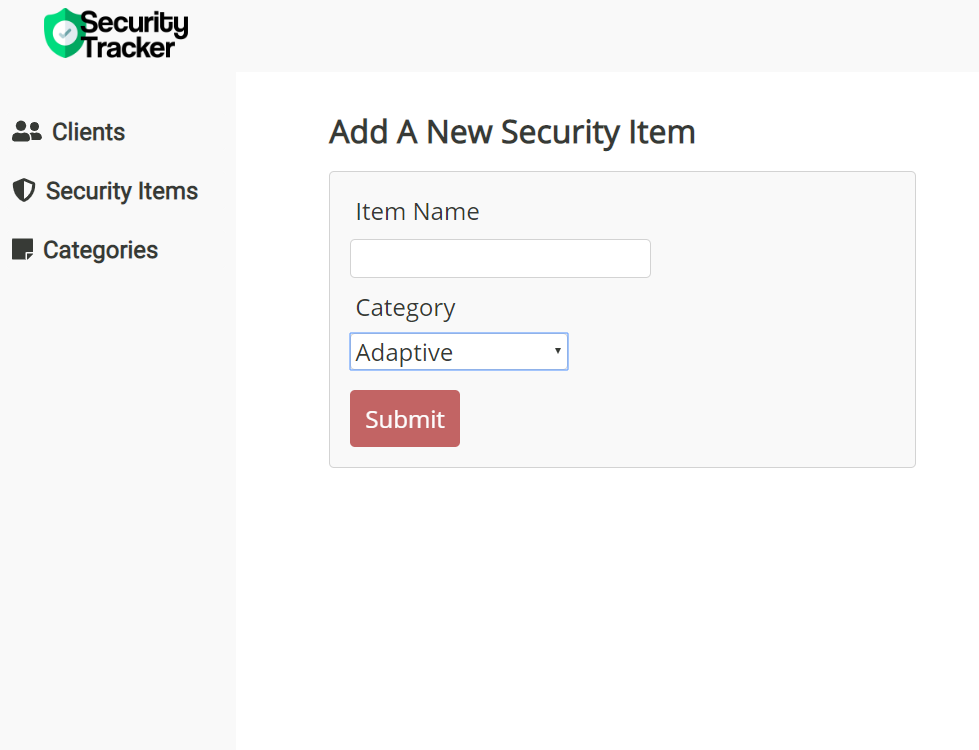 Security
Tracker
Clients
Security Items
Categories
Add A New Security Item
Item Name
Category
Adaptive
Submit